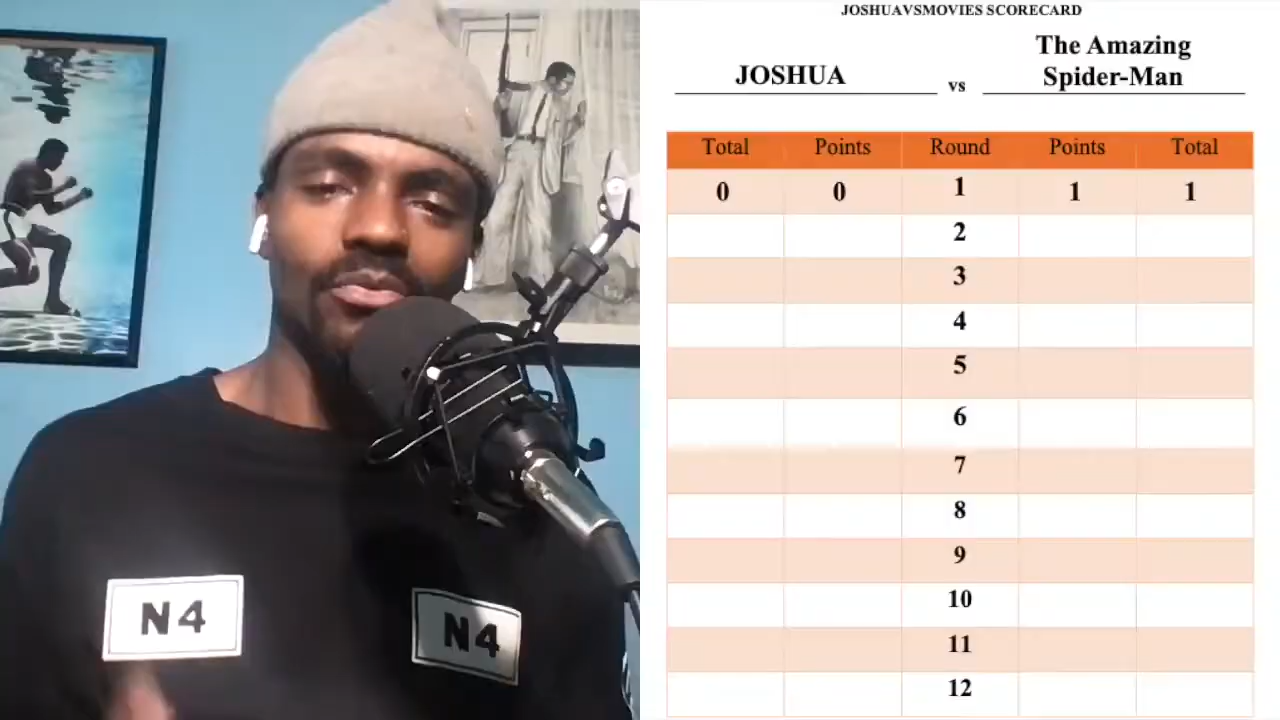 JOSHUAVSMOVIES SCORECARD
JOSHUA vs The Amazing
Spider-Man
Total Points Round Points Total
0 0 1 1 1
2
3
4
5
6
7
8
9
10
11
12
N4 N4